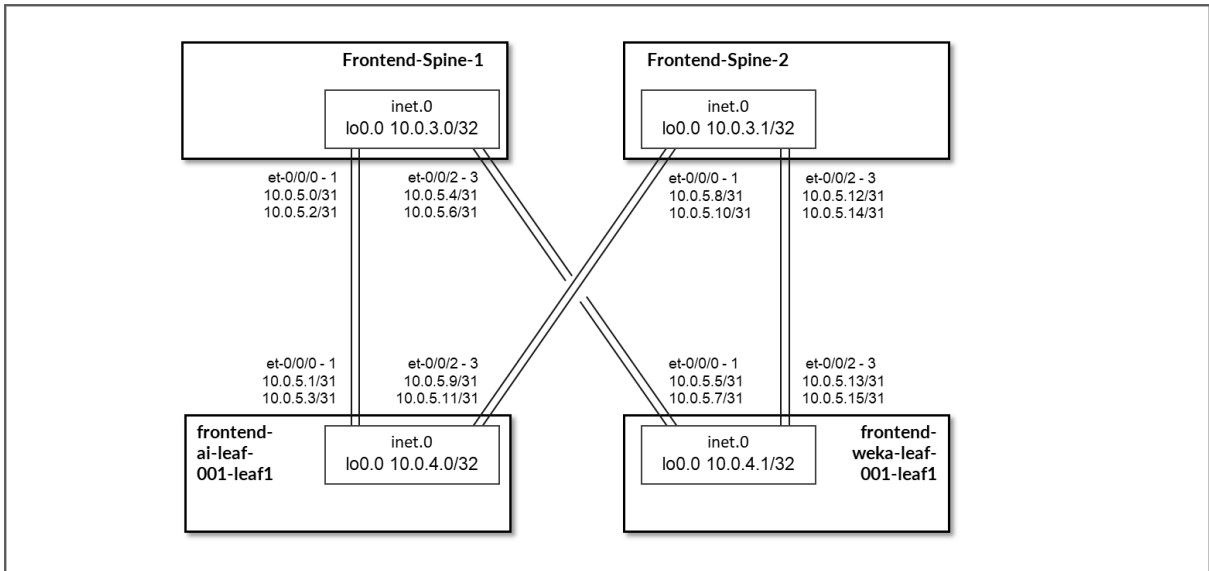 Frontend-Spine-1
inet.0
lo0.0 10.0.3.0/32
Frontend-Spine-2
inet.0
lo0.0 10.0.3.1/32
et-0/0/0 - 1
10.0.5.0/31
10.0.5.2/31
et-0/0/2 - 3
10.0.5.4/31
10.0.5.6/31
et-0/0/0 - 1
10.0.5.8/31
10.0.5.10/31
et-0/0/2 - 3
10.0.5.12/31
10.0.5.14/31
et-0/0/0 - 1
10.0.5.1/31
10.0.5.3/31
et-0/0/2 - 3
10.0.5.9/31
10.0.5.11/31
et-0/0/0 - 1
10.0.5.5/31
10.0.5.7/31
et-0/0/2 - 3
10.0.5.13/31
10.0.5.15/31
frontend-
ai-leaf-
001-leaf1
inet.0
lo0.0 10.0.4.0/32
inet.0
lo0.0 10.0.4.1/32
frontend-
weka-leaf-
001-leaf1